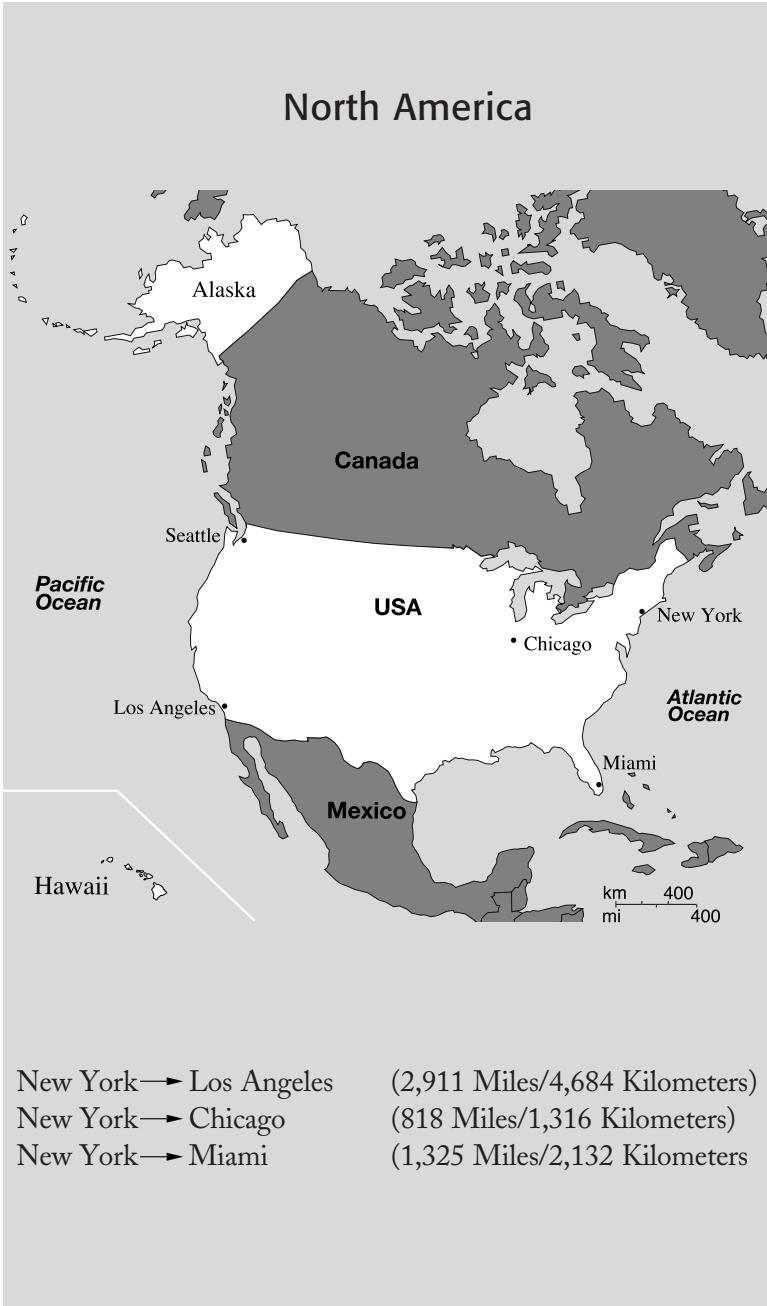 North America
Alaska
Canada
Seattle
Pacific
Ocean
USA
New York
Chicago
Los Angeles
Atlantic
Ocean
Miami
Mexico
Hawaii
km 400
mi 400
New York→Los Angeles (2,911 Miles/4,684 Kilometers)
New York→Chicago (818 Miles/1,316 Kilometers)
New York→Miami (1,325 Miles/2,132 Kilometers